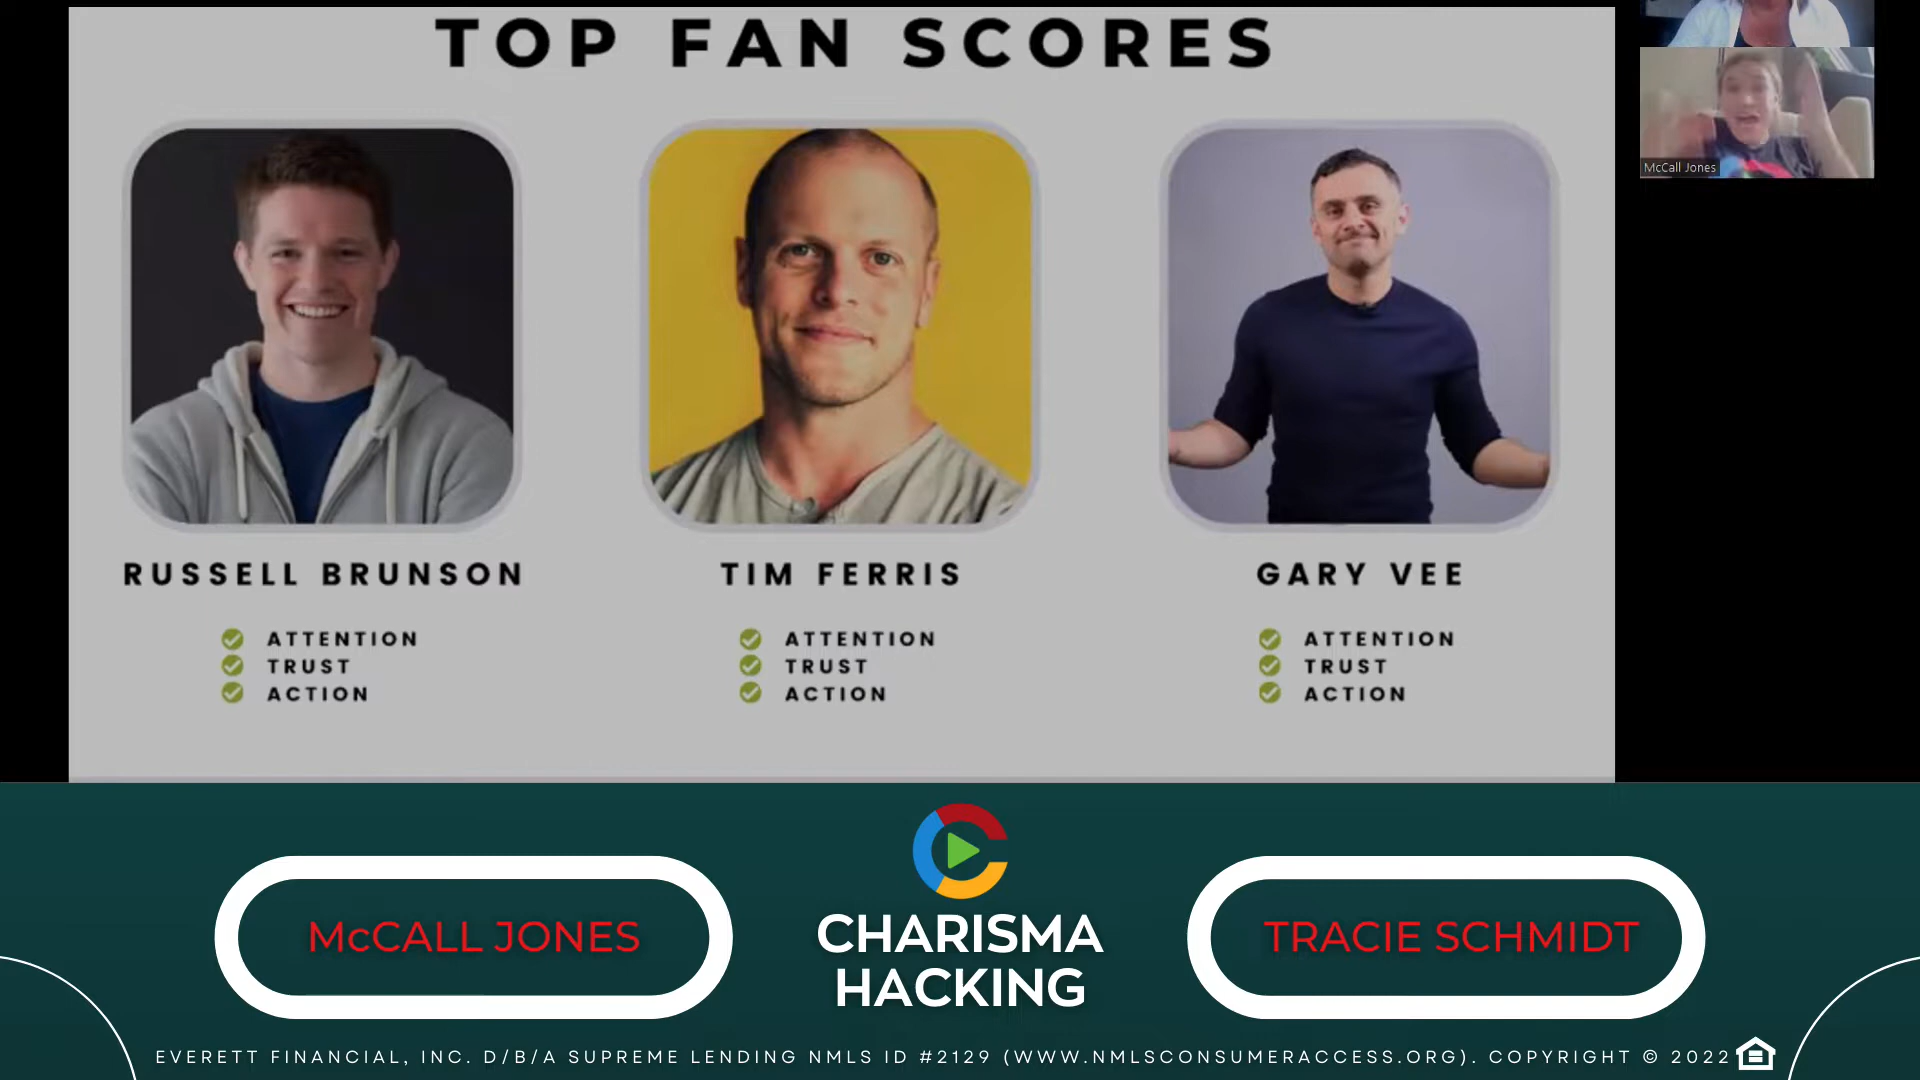 TOP FAN SCORES
McCall Jones
RUSSELL BRUNSON
ATTENTION
TRUST
ACTION
TIM FERRIS
ATTENTION
TRUST
ACTION
GARY VEE
ATTENTION
TRUST
ACTION
McCALL JONES
CHARISMA
HACKING
TRACIE SCHMIDT
EVERETT FINANCIAL, INC. D/B/A SUPREME LENDING NMLS ID #2129 (WWW.NMLSCONSUMERACCESS.ORG). COPYRIGHT © 2022